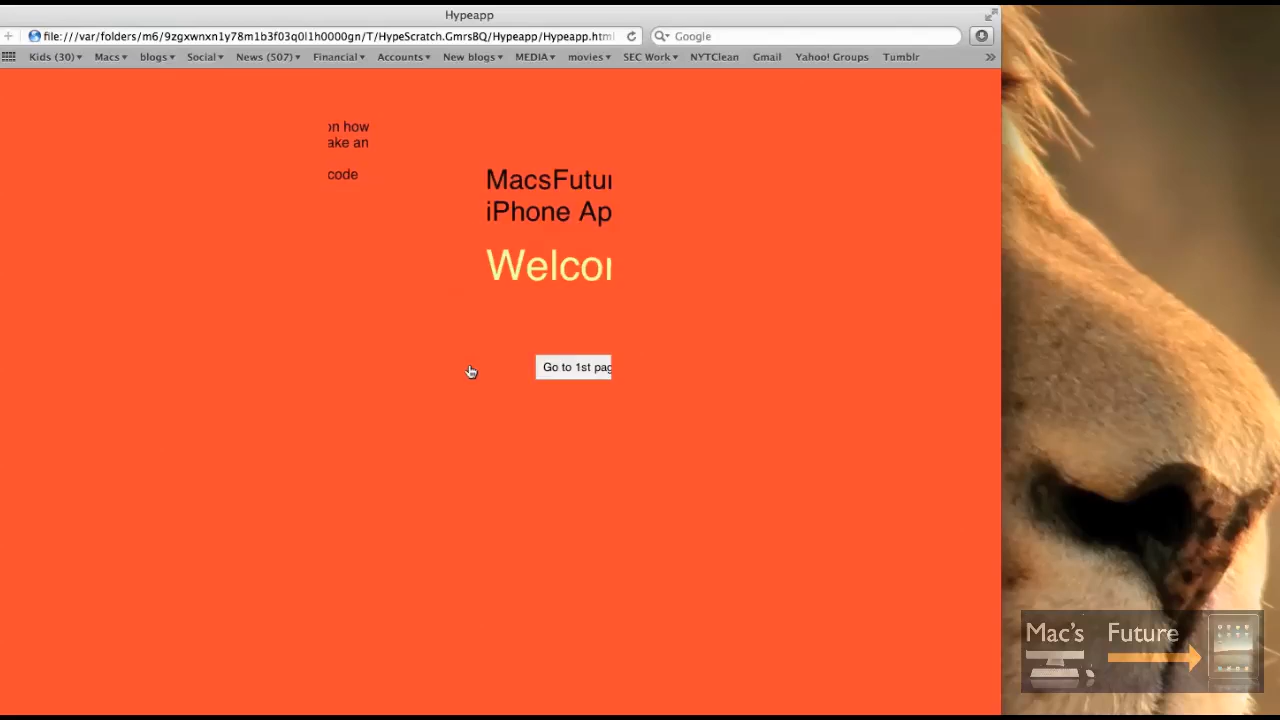 Hypeapp
file:///var/folders/m6/9zgxwnxn1y78m1b3f03q0l1h0000gn/T/HypeScratch.GmrsBQ/Hypeapp/Hypeapp.html
Google
Kids (30) Macs blogs Social News (507) Financial Accounts New blogs MEDIA movies SEC Work NYTClean Gmail Yahoo! Groups Tumblr
on how
ake an
code
MacsFutur
iPhone Ap
Welcom
Go to 1st pag
Mac's Future